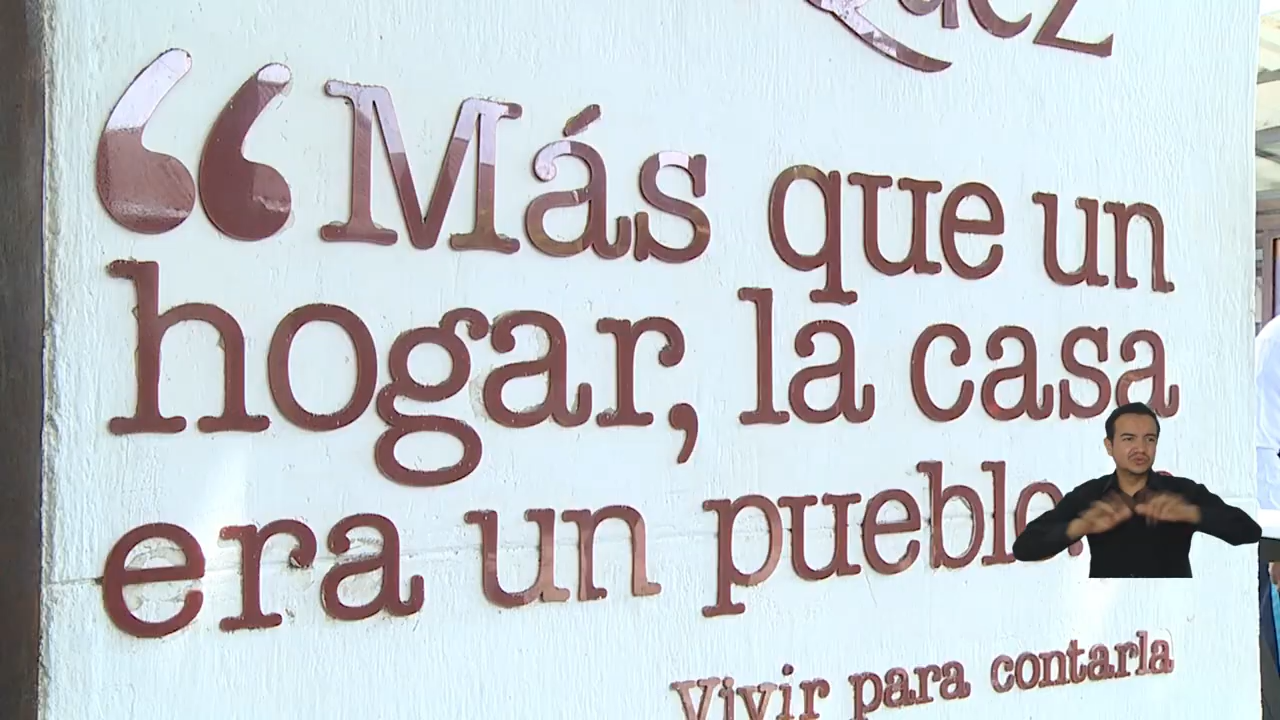 “Más que un
hogar, la casa
era un pueblo.
Vivir para contarla